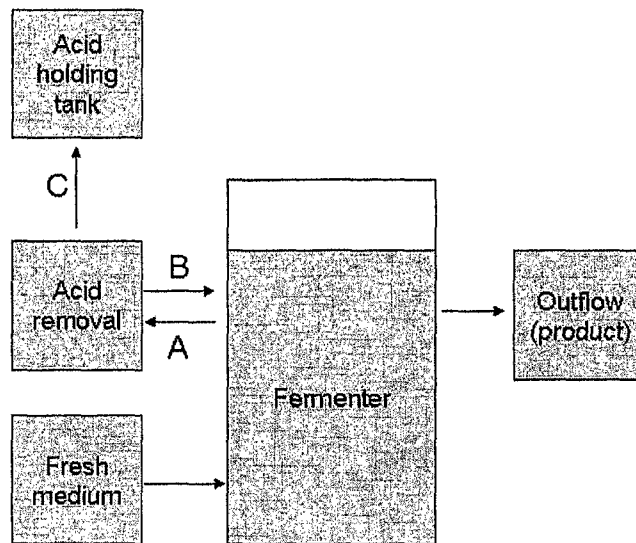 Acid
holding
tank
C
Acid
removal
B
A
Fresh
medium
Fermenter
Outflow
(product)